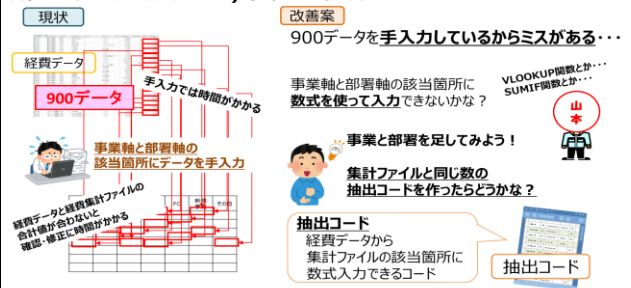 現状
経費データ
900データ
手入力では時間がかかる
事業軸と部署軸の
該当箇所にデータを手入力
経費データと経費集計ファイルの
合計値が合わないと
確認・修正に時間がかかる
FC
その他
改善案
900データを手入力しているからミスがある・・・
事業軸と部署軸の該当箇所に
数式を使って入力できないかな？
VLOOKUP関数とか・・・
SUMIF関数とか・・・
山本
事業と部署を足してみよう！
集計ファイルと同じ数の
抽出コードを作ったらどうかな？
抽出コード
経費データから
集計ファイルの該当箇所に
数式入力できるコード
抽出コード